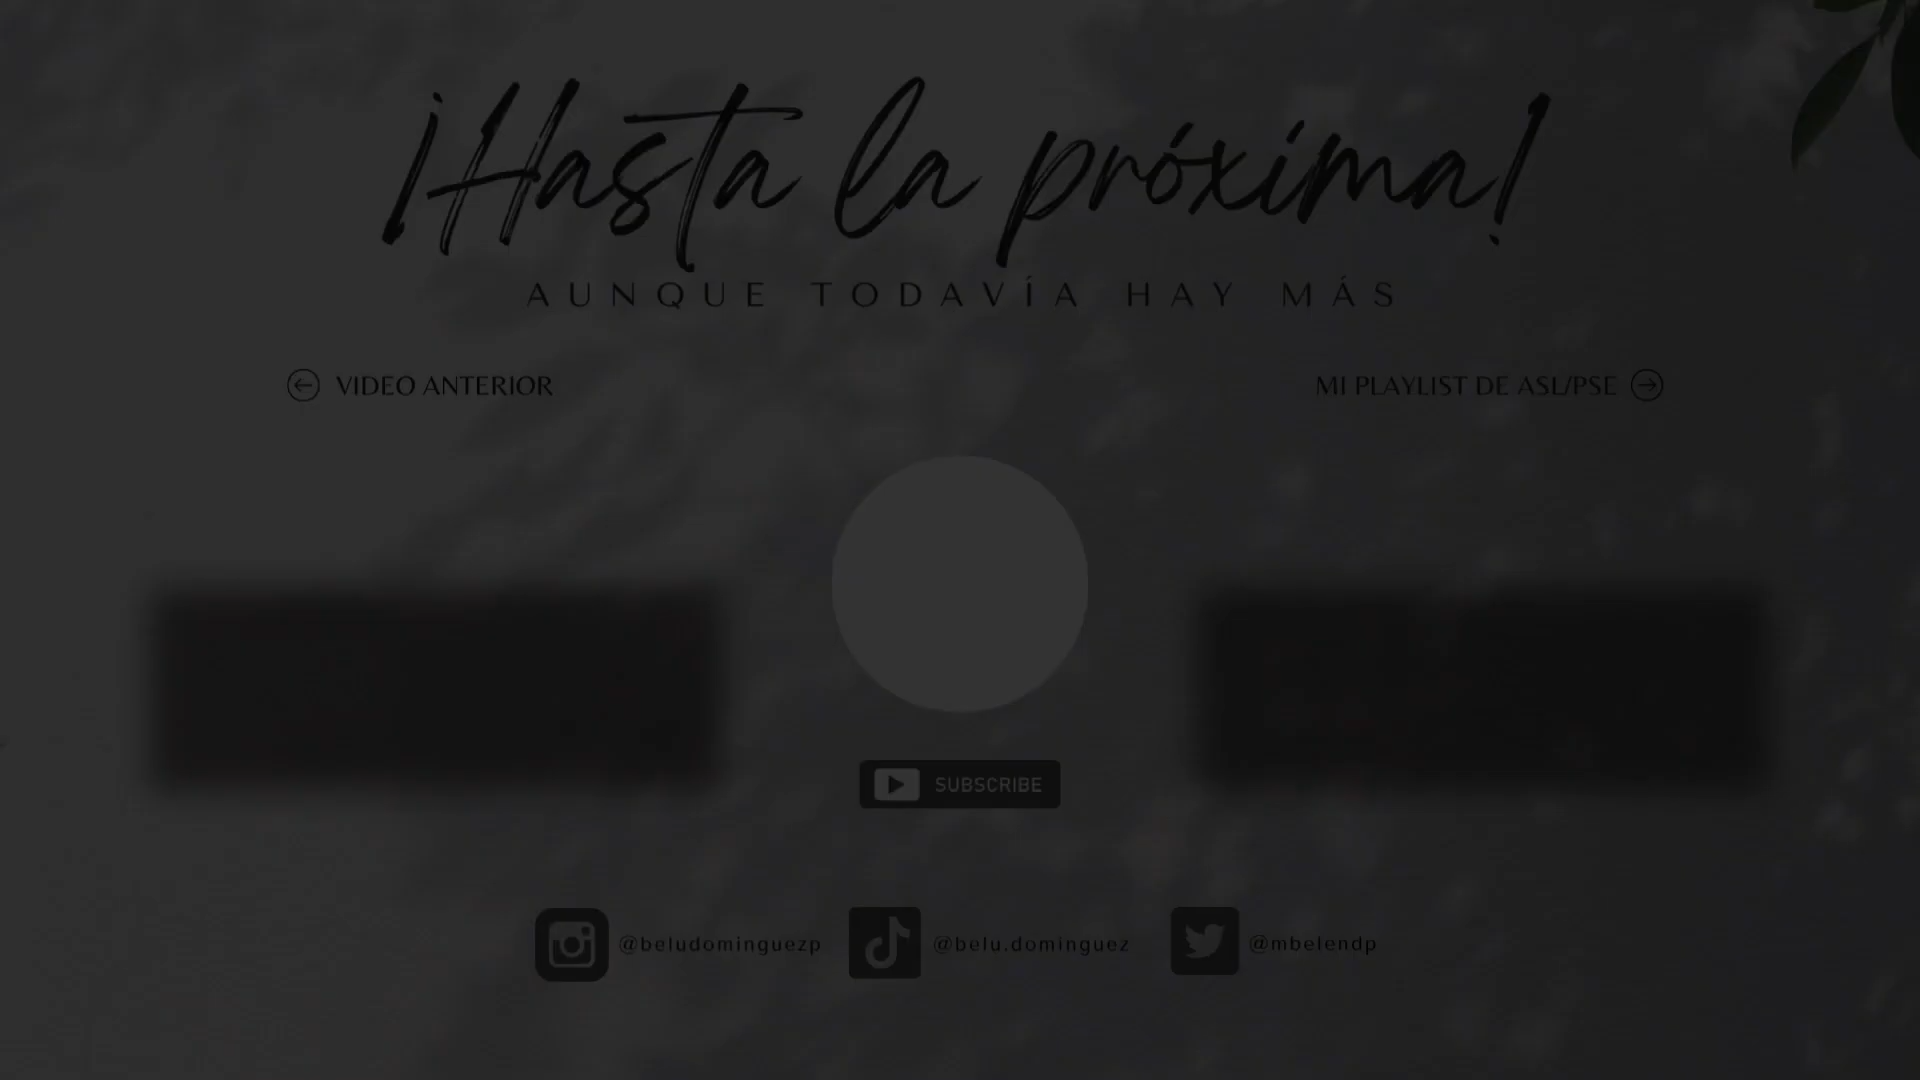 ¡Hasta la próxima!
AUNQUE TODAVÍA HAY MÁS
VIDEO ANTERIOR
MI PLAYLIST DE ASL/PSE
SUBSCRIBE
@beludominguezp
@belu.dominguez
@mbelendp